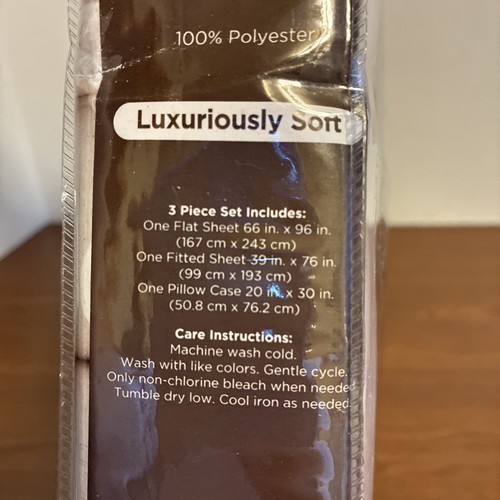 100% Polyester
Luxuriously Soft
3 Piece Set Includes:
One Flat Sheet 66 in. x 96 in.
(167 cm x 243 cm)
One Fitted Sheet 39 in. x 76 in.
(99 cm x 193 cm)
One Pillow Case 20 in. x 30 in.
(50.8 cm x 76.2 cm)
Care Instructions:
Machine wash cold.
Wash with like colors. Gentle cycle.
Only non-chlorine bleach when needed.
Tumble dry low. Cool iron as needed.